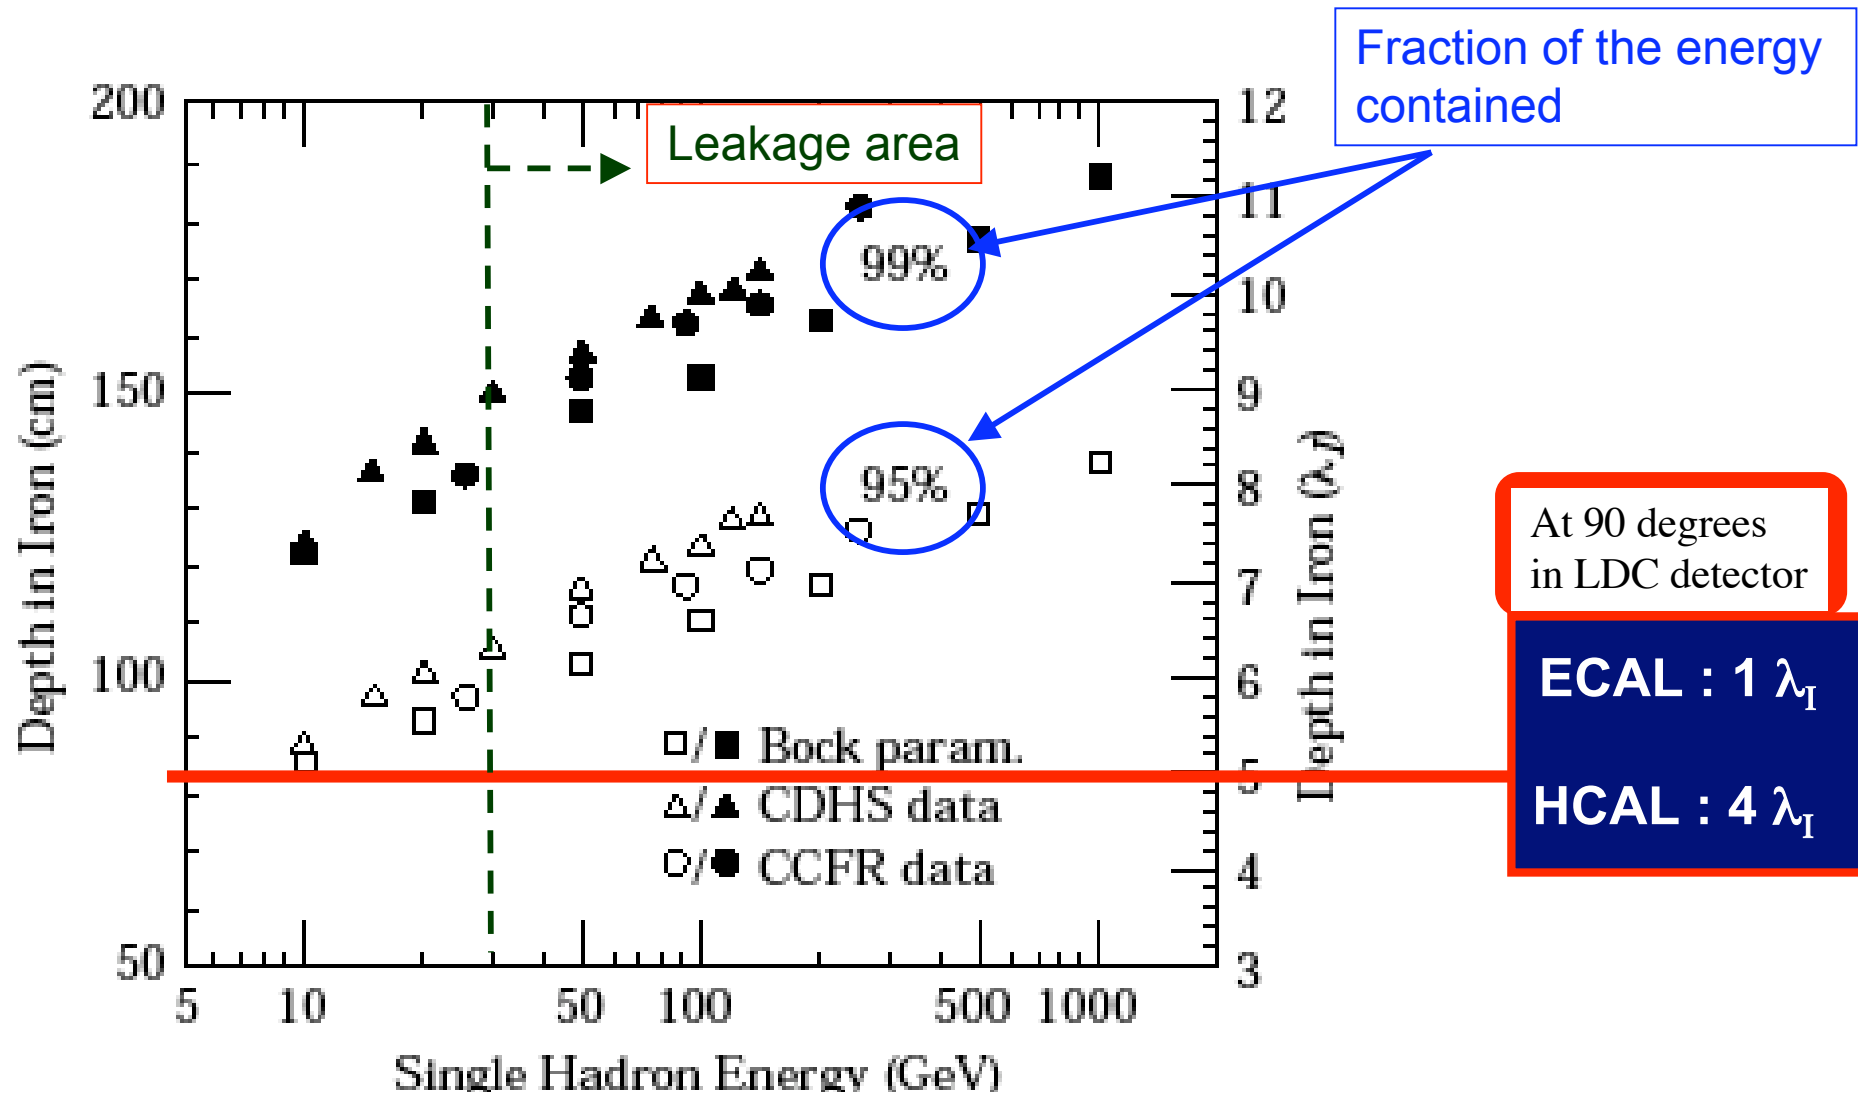 Fraction of the energy
contained
Leakage area
200
150
100
50
Depth in Iron (cm)
12
11
10
9
8
7
6
5
4
3
Depth in Iron (λI)
99%
95%
□/■ Bock param.
△/▲ CDHS data
○/● CCFR data
5 10 50 100 500 1000
Single Hadron Energy (GeV)
At 90 degrees
in LDC detector
ECAL : 1 λI
HCAL : 4 λI